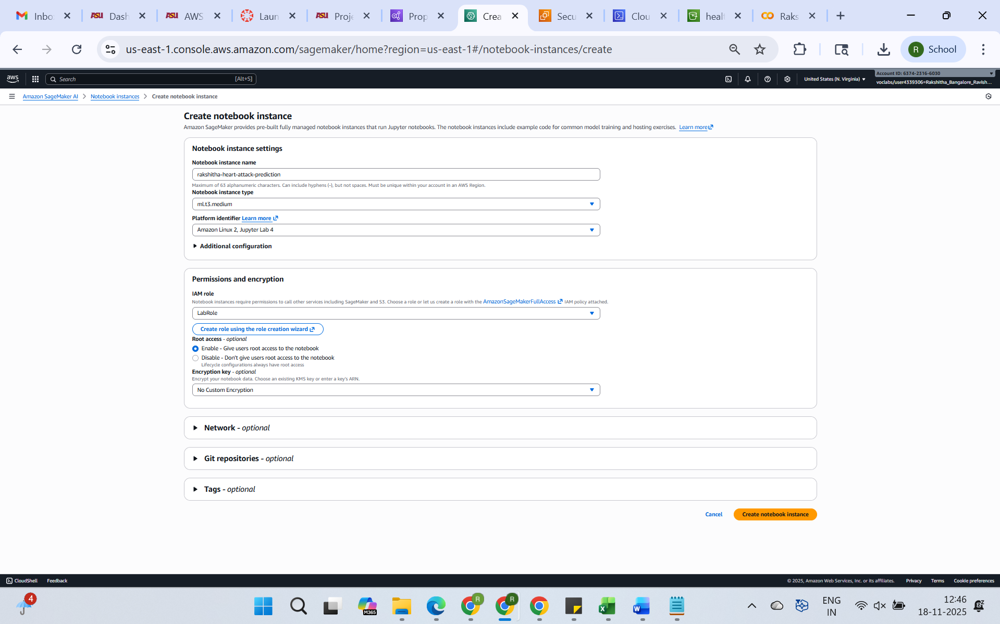 Inbo
ASU Dash
ASU AWS
Laun
ASU Proje
Prop
Crea
Secu
Clou
heal
Raks
us-east-1.console.aws.amazon.com/sagemaker/home?region=us-east-1#/notebook-instances/create
R School
aws
Search [Alt+S]
United States (N. Virginia)
Account ID: 6374-2316-6030
voclabs/user4339306=Rakshitha_Bangalore_Ravish...
Amazon SageMaker AI > Notebook instances > Create notebook instance
Create notebook instance
Amazon SageMaker provides pre-built fully managed notebook instances that run Jupyter notebooks. The notebook instances include example code for common model training and hosting exercises. Learn more
Notebook instance settings
Notebook instance name
rakshitha-heart-attack-prediction
Maximum of 63 alphanumeric characters. Can include hyphens (-), but not spaces. Must be unique within your account in an AWS Region.
Notebook instance type
ml.t3.medium
Platform identifier Learn more
Amazon Linux 2, Jupyter Lab 4
Additional configuration
Permissions and encryption
IAM role
Notebook instances require permissions to call other services including SageMaker and S3. Choose a role or let us create a role with the AmazonSageMakerFullAccess IAM policy attached.
LabRole
Create role using the role creation wizard
Root access - optional
Enable - Give users root access to the notebook
Disable - Don't give users root access to the notebook
Lifecycle configurations always have root access
Encryption key - optional
Encrypt your notebook data. Choose an existing KMS key or enter a key's ARN.
No Custom Encryption
Network - optional
Git repositories - optional
Tags - optional
Cancel
Create notebook instance
CloudShell Feedback
© 2025, Amazon Web Services, Inc. or its affiliates. Privacy Terms Cookie preferences
4
M365
R
R
X
W
ENG
IN
12:46
18-11-2025